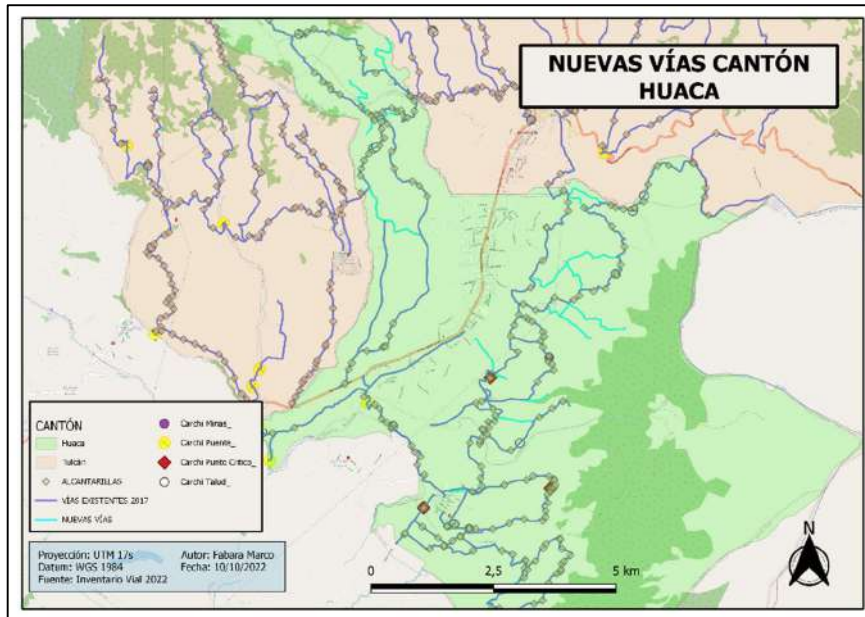 NUEVAS VÍAS CANTÓN
HUACA
CANTÓN
Huaca
Tulcán
ALCANTARILLAS
VÍAS EXISTENTES 2017
NUEVAS VÍAS
Carchi Minas_
Carchi Puente_
Carchi Punto Crítico_
Carchi Talud_
Proyección: UTM 17s
Datum: WGS 1984
Fuente: Inventario Vial 2022
Autor: Fabara Marco
Fecha: 10/10/2022
0
2,5
5 km
N